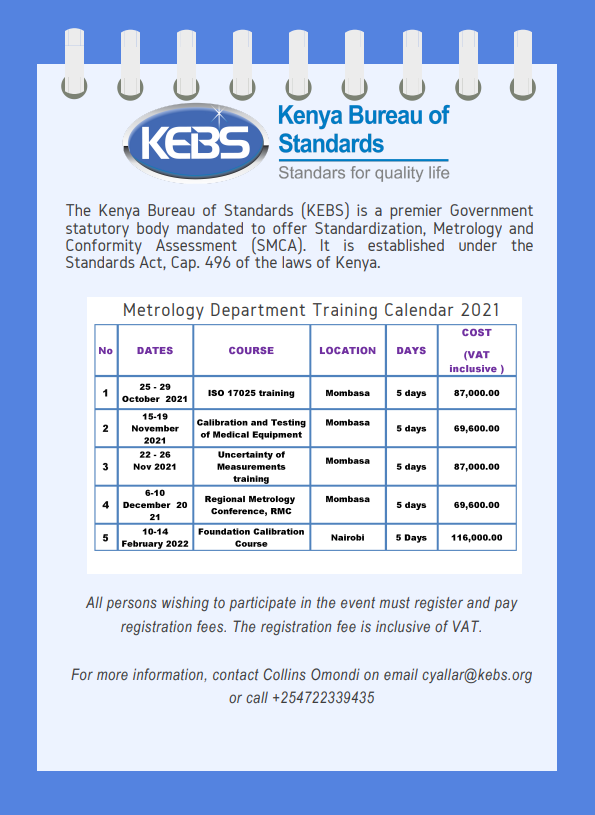 KEBS
Kenya Bureau of
Standards
Standars for quality life
The Kenya Bureau of Standards (KEBS) is a premier Government
statutory body mandated to offer Standardization, Metrology and
Conformity Assessment (SMCA). It is established under the
Standards Act, Cap. 496 of the laws of Kenya.
Metrology Department Training Calendar 2021
No DATES COURSE LOCATION DAYS COST (VAT inclusive )
1 25 - 29 October 2021 ISO 17025 training Mombasa 5 days 87,000.00
2 15-19 November 2021 Calibration and Testing of Medical Equipment Mombasa 5 days 69,600.00
3 22 - 26 Nov 2021 Uncertainty of Measurements training Mombasa 5 days 87,000.00
4 6-10 December 20 21 Regional Metrology Conference, RMC Mombasa 5 days 69,600.00
5 10-14 February 2022 Foundation Calibration Course Nairobi 5 Days 116,000.00
All persons wishing to participate in the event must register and pay
registration fees. The registration fee is inclusive of VAT.
For more information, contact Collins Omondi on email cyallar@kebs.org
or call +254722339435